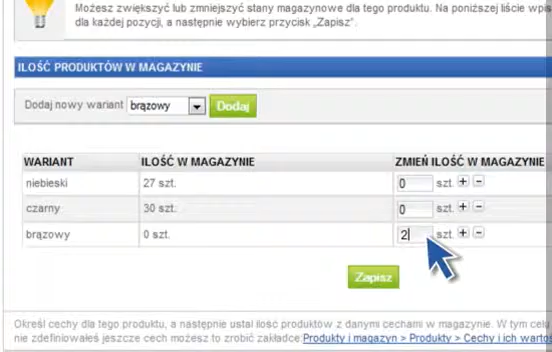 Możesz zwiększyć lub zmniejszyć stany magazynowe dla tego produktu. Na poniższej liście wpis
dla każdej pozycji, a następnie wybierz przycisk „Zapisz”.
ILOŚĆ PRODUKTÓW W MAGAZYNIE
Dodaj nowy wariant brązowy Dodaj
WARIANT ILOŚĆ W MAGAZYNIE ZMIEŃ ILOŚĆ W MAGAZYNIE
niebieski 27 szt. 0 szt. + −
czarny 30 szt. 0 szt. + −
brązowy 0 szt. 2 szt. + −
Zapisz
Określ cechy dla tego produktu, a następnie ustal ilość produktów z danymi cechami w magazynie. W tym celu
nie zdefiniowałeś jeszcze cech możesz to zrobić zakładce Produkty i magazyn > Produkty > Cechy i ich warto